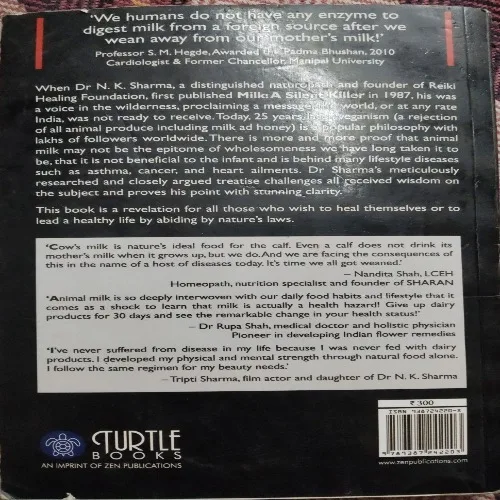 'We humans do not have any enzyme to
digest milk from a foreign source after we
wean away from our mother's milk!'
Professor S. M. Hegde, Awarded the Padma Bhushan, 2010
Cardiologist & Former Chancellor, Manipal University
When Dr N. K. Sharma, a distinguished naturopath and founder of Reiki
Healing Foundation, first published Milk: A Silent Killer in 1987, his was
a voice in the wilderness, proclaiming a message the world, or at any rate
India, was not ready to receive. Today, 25 years later, veganism (a rejection
of all animal produce including milk ad honey) is a popular philosophy with
lakhs of followers worldwide. There is more and more proof that animal
milk may not be the epitome of wholesomeness we have long taken it to
be, that it is not beneficial to the infant and is behind many lifestyle diseases
such as asthma, cancer, and heart ailments. Dr Sharma's meticulously
researched and closely argued treatise challenges all received wisdom on
the subject and proves his point with stunning clarity.
This book is a revelation for all those who wish to heal themselves or to
lead a healthy life by abiding by nature's laws.
'Cow's milk is nature's ideal food for the calf. Even a calf does not drink its
mother's milk when it grows up, but we do. And we are facing the consequences of
this in the name of a host of diseases today. It's time we all got weaned.'
– Nandita Shah, LCEH
Homeopath, nutrition specialist and founder of SHARAN
'Animal milk is so deeply interwoven with our daily food habits and lifestyle that it
comes as a shock to learn that milk is actually a health hazard! Give up dairy
products for 30 days and see the remarkable change in your health status!'
– Dr Rupa Shah, medical doctor and holistic physician
Pioneer in developing Indian flower remedies
'I've never suffered from disease in my life because I was never fed with dairy
products. I developed my physical and mental strength through natural food alone.
I follow the same regimen for my beauty needs.'
– Tripti Sharma, film actor and daughter of Dr N. K. Sharma
₹ 300
TURTLE
BOOKS
AN IMPRINT OF ZEN PUBLICATIONS
www.zenpublications.com